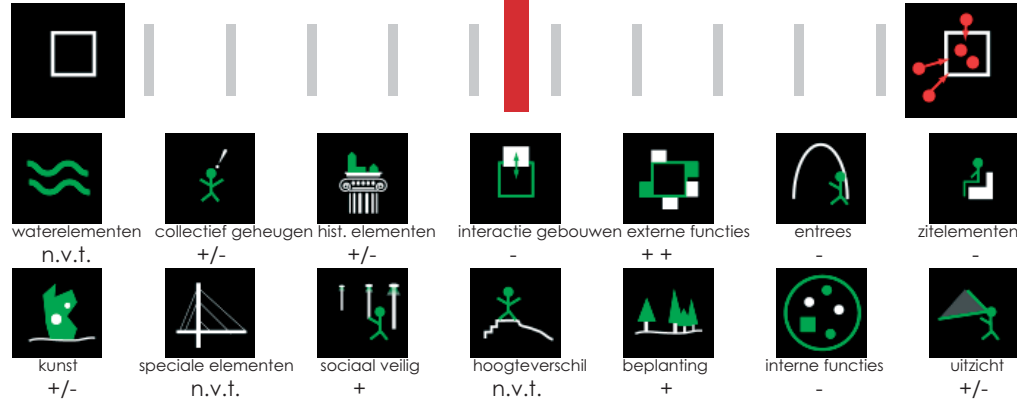 waterelementen collectief geheugen hist. elementen interactie gebouwen externe functies entrees zitelementen
n.v.t. +/- +/- - + + - -
kunst speciale elementen sociaal veilig hoogteverschil beplanting interne functies uitzicht
+/- n.v.t. + n.v.t. + - +/-